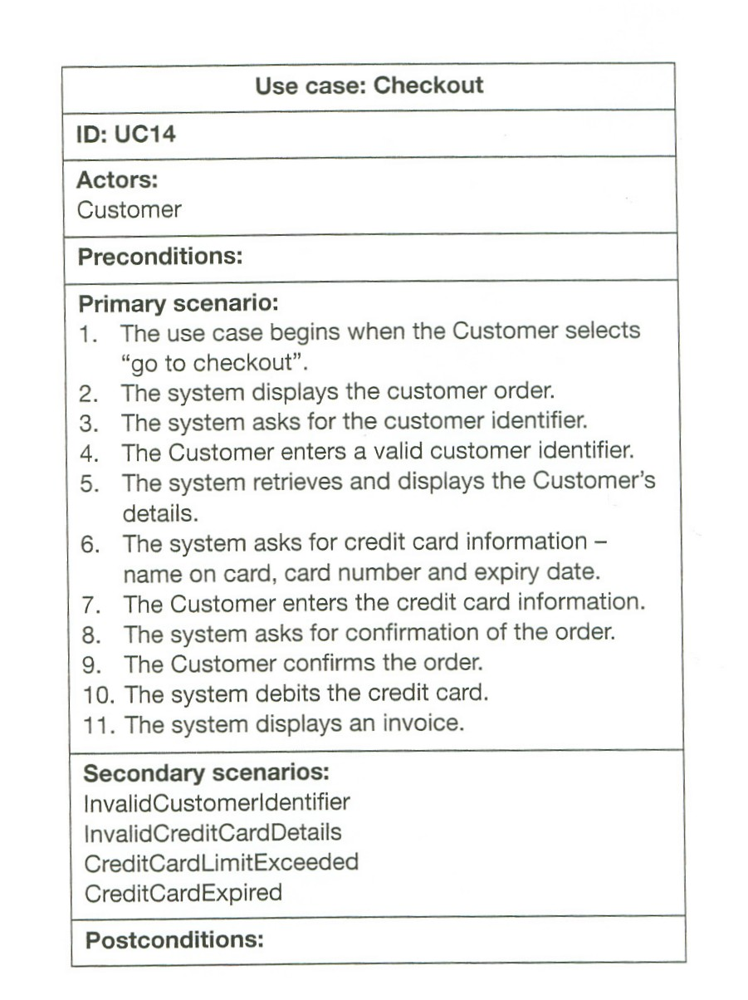 Use case: Checkout
ID: UC14
Actors:
Customer
Preconditions:
Primary scenario:
1. The use case begins when the Customer selects
“go to checkout”.
2. The system displays the customer order.
3. The system asks for the customer identifier.
4. The Customer enters a valid customer identifier.
5. The system retrieves and displays the Customer’s
details.
6. The system asks for credit card information –
name on card, card number and expiry date.
7. The Customer enters the credit card information.
8. The system asks for confirmation of the order.
9. The Customer confirms the order.
10. The system debits the credit card.
11. The system displays an invoice.
Secondary scenarios:
InvalidCustomerIdentifier
InvalidCreditCardDetails
CreditCardLimitExceeded
CreditCardExpired
Postconditions: